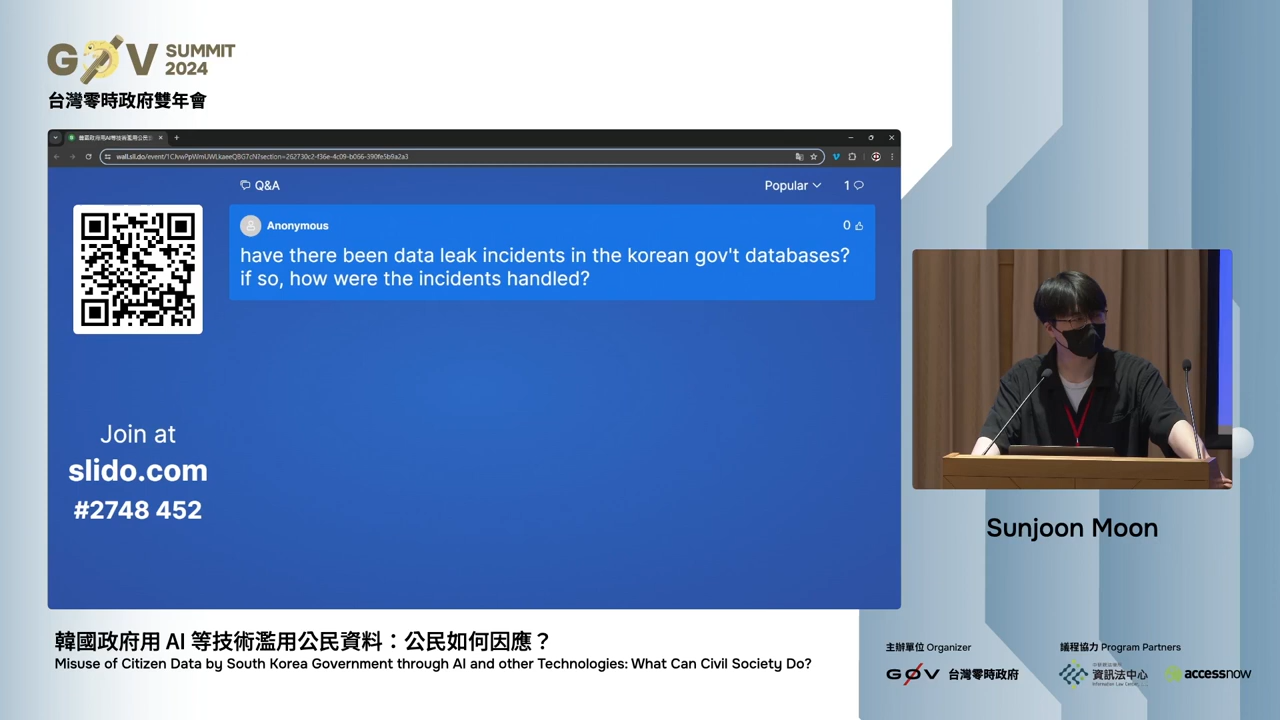 GØV SUMMIT
2024
台灣零時政府雙年會
Q&A
Popular
1
Anonymous
0
have there been data leak incidents in the korean gov't databases?
if so, how were the incidents handled?
Join at
slido.com
#2748 452
Sunjoon Moon
韓國政府用 AI 等技術濫用公民資料：公民如何因應？
Misuse of Citizen Data by South Korea Government through AI and other Technologies: What Can Civil Society Do?
主辦單位 Organizer
GØV 台灣零時政府
議程協力 Program Partners
資訊法中心
Information Law Center
accessnow